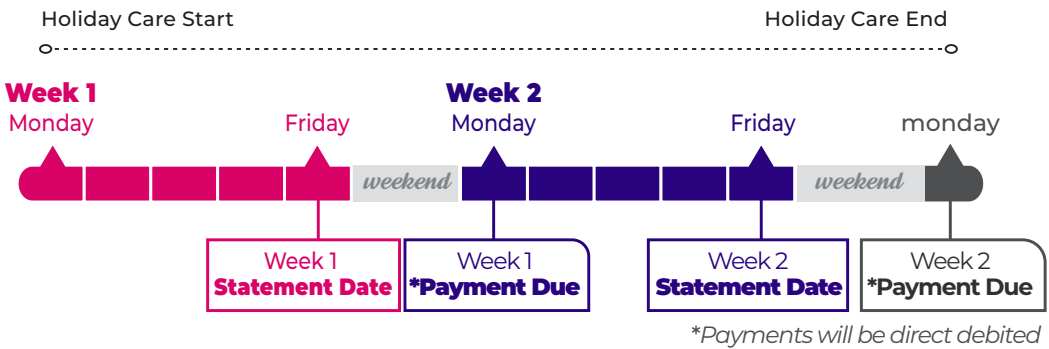 Holiday Care Start
Holiday Care End
Week 1
Week 2
Monday
Friday
Monday
Friday
monday
weekend
weekend
Week 1
Statement Date
Week 1
*Payment Due
Week 2
Statement Date
Week 2
*Payment Due
*Payments will be direct debited